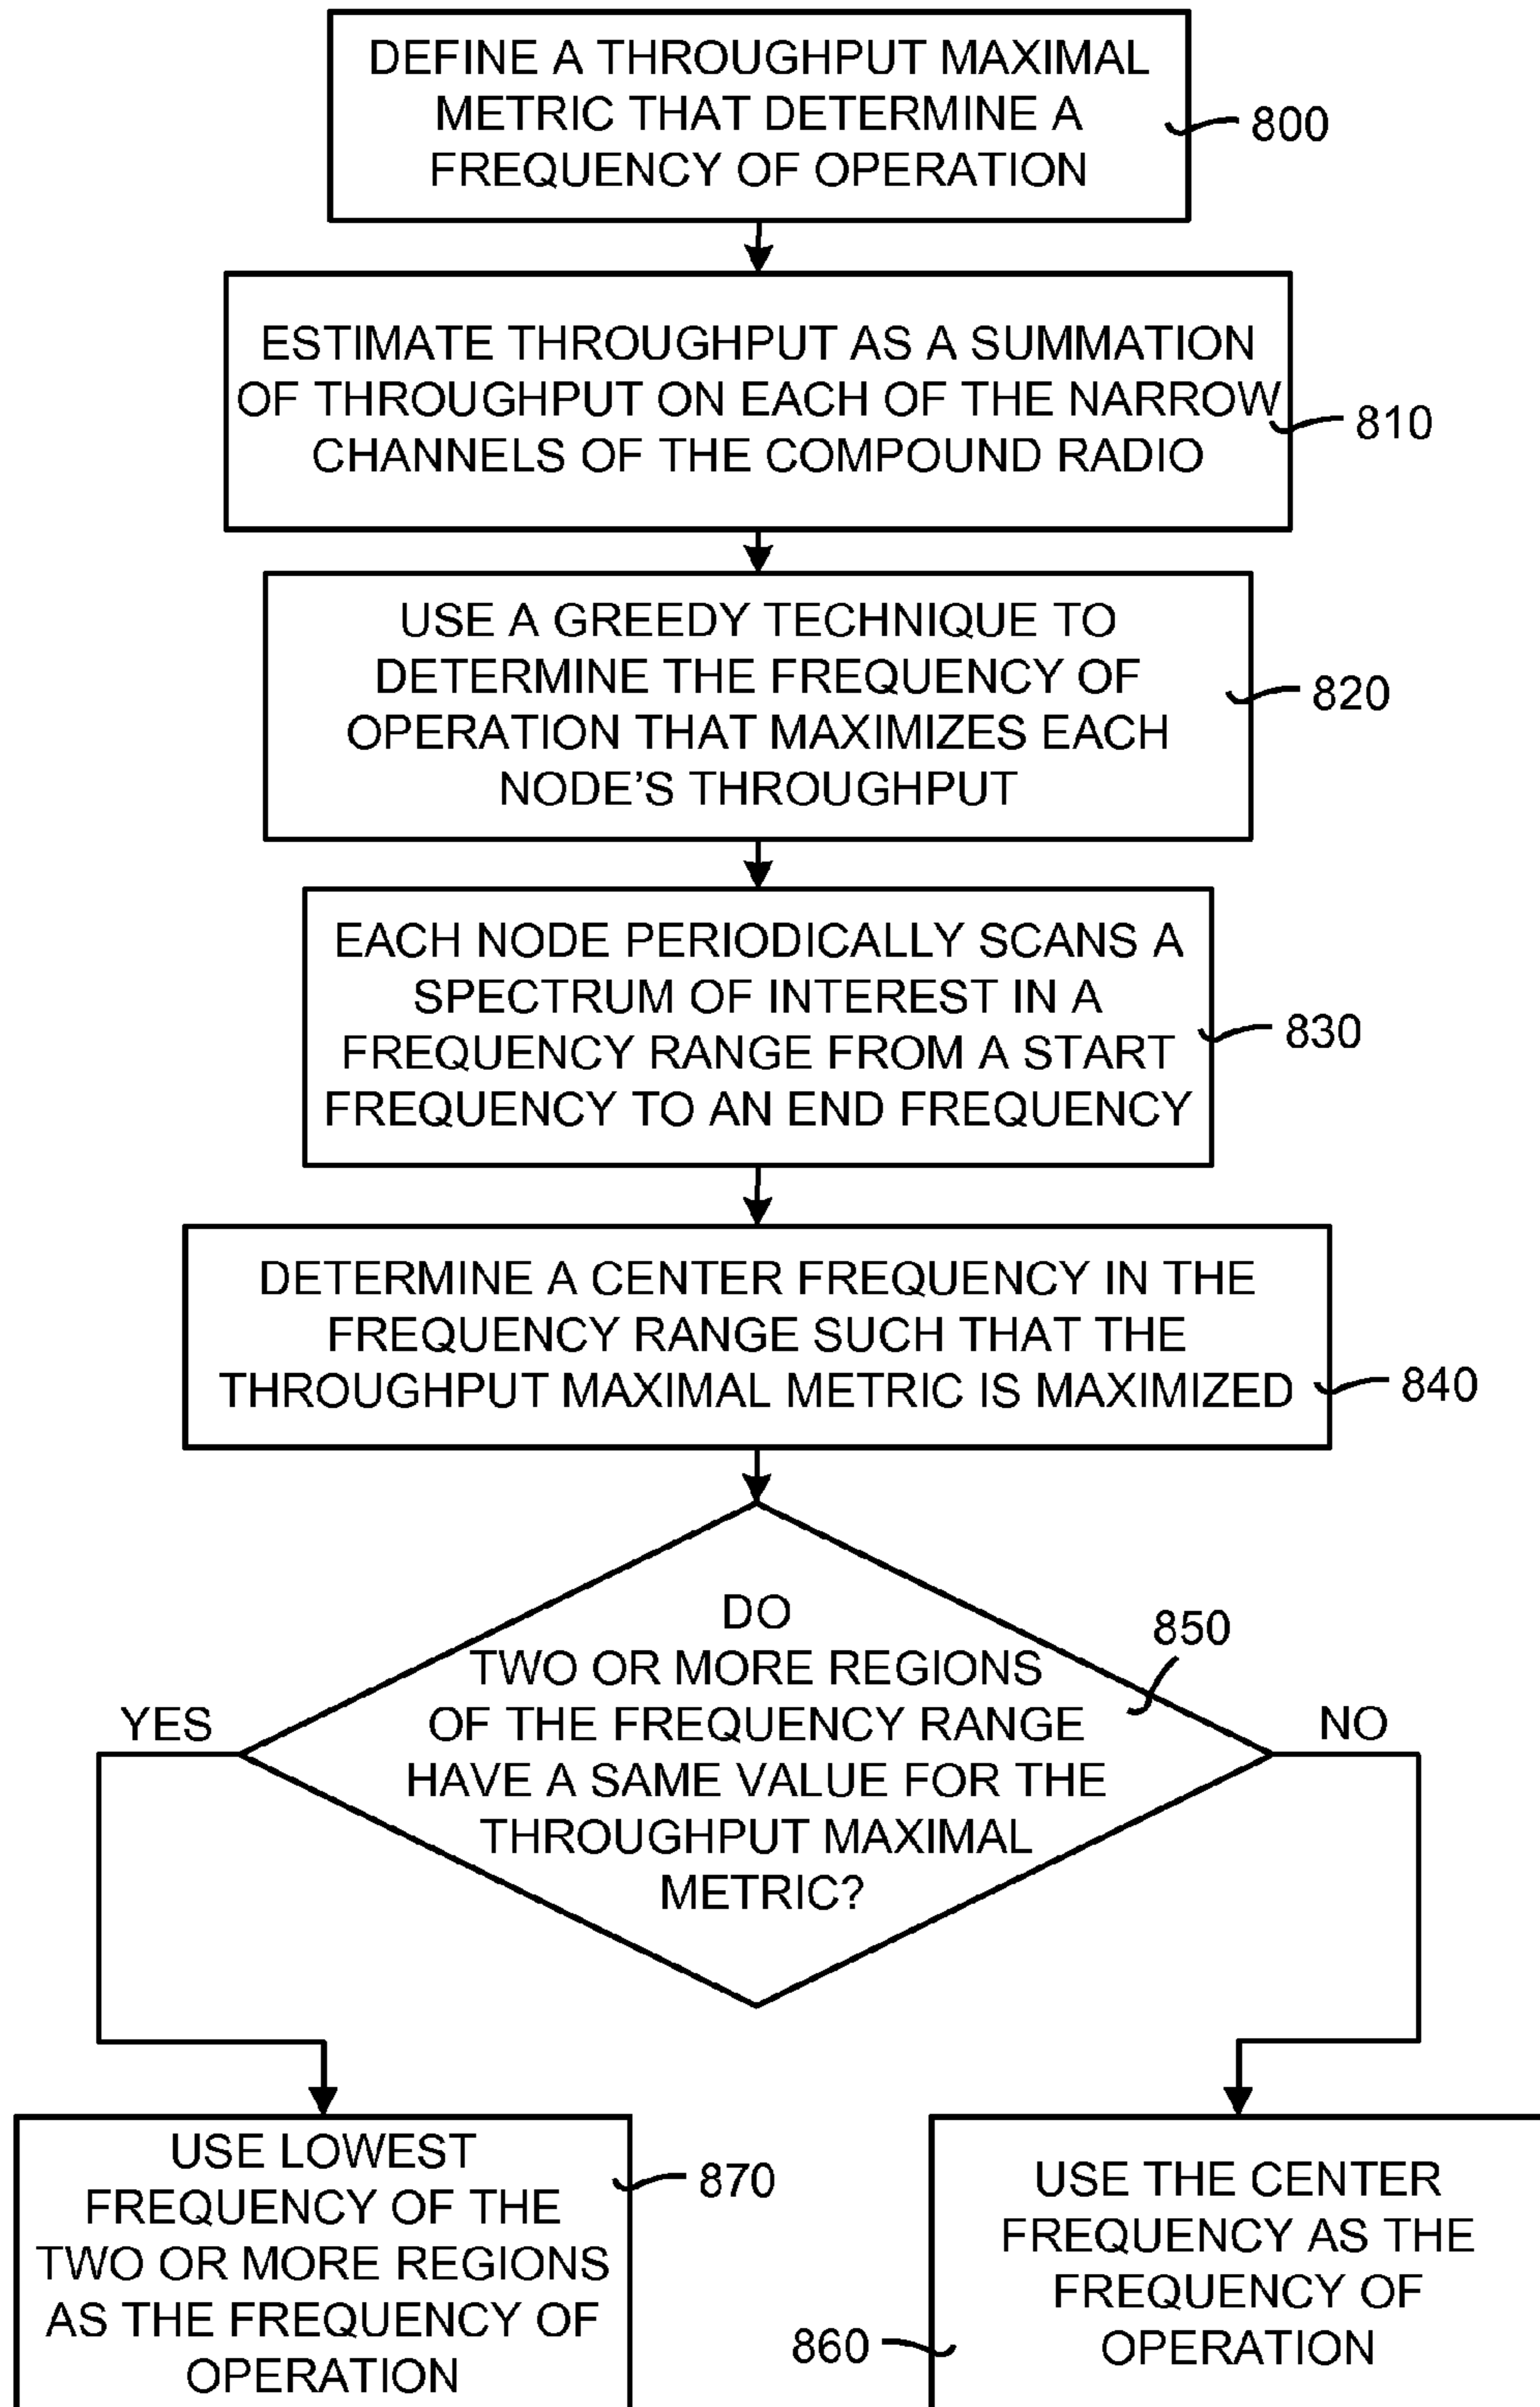 DEFINE A THROUGHPUT MAXIMAL
METRIC THAT DETERMINE A
FREQUENCY OF OPERATION
800
ESTIMATE THROUGHPUT AS A SUMMATION
OF THROUGHPUT ON EACH OF THE NARROW
CHANNELS OF THE COMPOUND RADIO
810
USE A GREEDY TECHNIQUE TO
DETERMINE THE FREQUENCY OF
OPERATION THAT MAXIMIZES EACH
NODE'S THROUGHPUT
820
EACH NODE PERIODICALLY SCANS A
SPECTRUM OF INTEREST IN A
FREQUENCY RANGE FROM A START
FREQUENCY TO AN END FREQUENCY
830
DETERMINE A CENTER FREQUENCY IN THE
FREQUENCY RANGE SUCH THAT THE
THROUGHPUT MAXIMAL METRIC IS MAXIMIZED
840
DO
TWO OR MORE REGIONS
OF THE FREQUENCY RANGE
HAVE A SAME VALUE FOR THE
THROUGHPUT MAXIMAL
METRIC?
850
YES
NO
USE LOWEST
FREQUENCY OF THE
TWO OR MORE REGIONS
AS THE FREQUENCY OF
OPERATION
870
USE THE CENTER
FREQUENCY AS THE
FREQUENCY OF
OPERATION
860